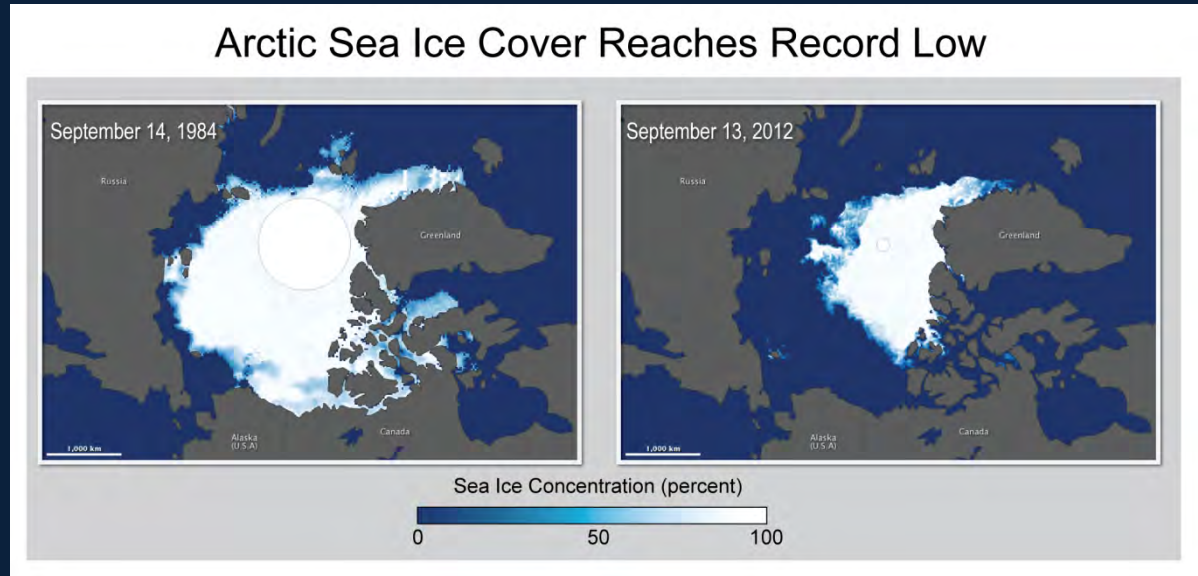 Arctic Sea Ice Cover Reaches Record Low
September 14, 1984
Russia
Greenland
Alaska
(U.S.A)
Canada
1,000 km
September 13, 2012
Russia
Greenland
Alaska
(U.S.A)
Canada
1,000 km
Sea Ice Concentration (percent)
0 50 100